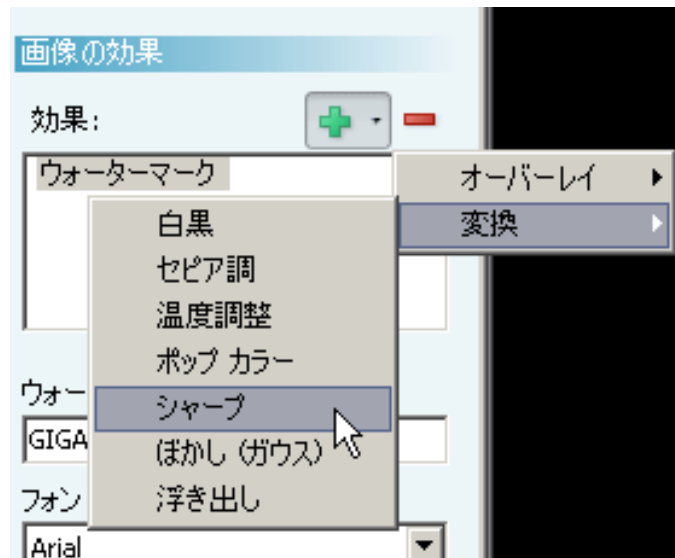 画像の効果
効果:
ウォーターマーク
オーバーレイ
変換
白黒
セピア調
温度調整
ポップ カラー
シャープ
ぼかし (ガウス)
浮き出し
ウォー
GIGA
フォン
Arial